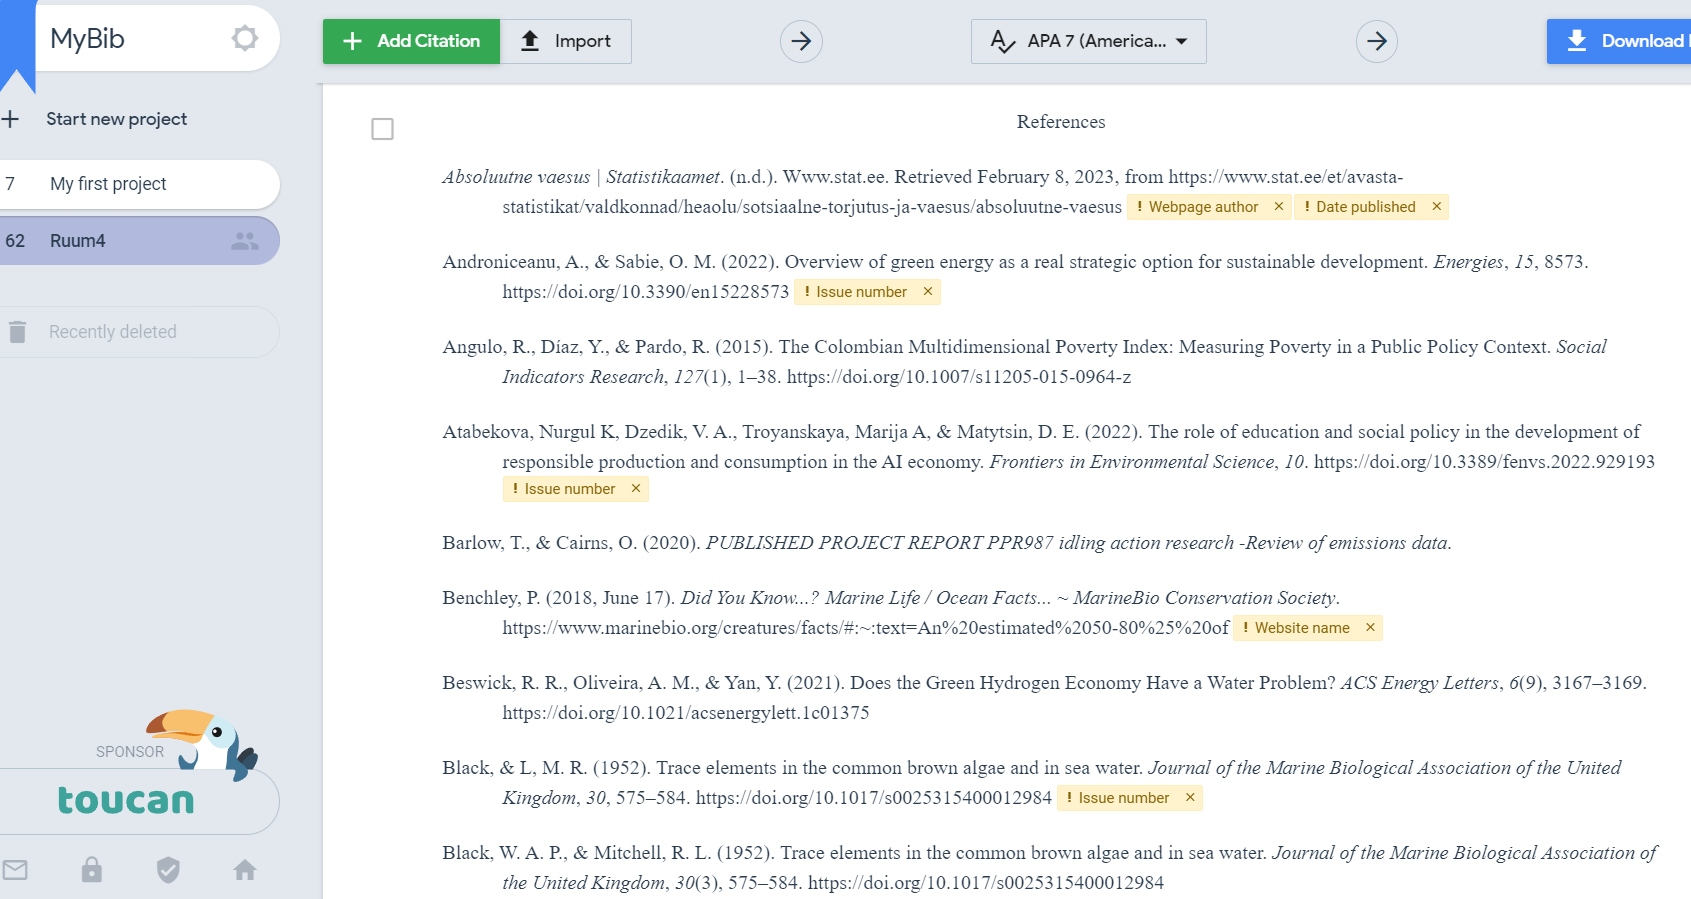 MyBib
Start new project
7 My first project
62 Ruum4
Recently deleted
SPONSOR
toucan
Add Citation
Import
APA 7 (America...
Download
References
Absoluutne vaesus | Statistikaamet. (n.d.). Www.stat.ee. Retrieved February 8, 2023, from https://www.stat.ee/et/avasta-
statistikat/valdkonnad/heaolu/sotsiaalne-torjutus-ja-vaesus/absoluutne-vaesus ! Webpage author × ! Date published ×
Androniceanu, A., & Sabie, O. M. (2022). Overview of green energy as a real strategic option for sustainable development. Energies, 15, 8573.
https://doi.org/10.3390/en15228573 ! Issue number ×
Angulo, R., Díaz, Y., & Pardo, R. (2015). The Colombian Multidimensional Poverty Index: Measuring Poverty in a Public Policy Context. Social
Indicators Research, 127(1), 1–38. https://doi.org/10.1007/s11205-015-0964-z
Atabekova, Nurgul K, Dzedik, V. A., Troyanskaya, Marija A, & Matytsin, D. E. (2022). The role of education and social policy in the development of
responsible production and consumption in the AI economy. Frontiers in Environmental Science, 10. https://doi.org/10.3389/fenvs.2022.929193
! Issue number ×
Barlow, T., & Cairns, O. (2020). PUBLISHED PROJECT REPORT PPR987 idling action research -Review of emissions data.
Benchley, P. (2018, June 17). Did You Know...? Marine Life / Ocean Facts... ~ MarineBio Conservation Society.
https://www.marinebio.org/creatures/facts/#:~:text=An%20estimated%2050-80%25%20of ! Website name ×
Beswick, R. R., Oliveira, A. M., & Yan, Y. (2021). Does the Green Hydrogen Economy Have a Water Problem? ACS Energy Letters, 6(9), 3167–3169.
https://doi.org/10.1021/acsenergylett.1c01375
Black, & L, M. R. (1952). Trace elements in the common brown algae and in sea water. Journal of the Marine Biological Association of the United
Kingdom, 30, 575–584. https://doi.org/10.1017/s0025315400012984 ! Issue number ×
Black, W. A. P., & Mitchell, R. L. (1952). Trace elements in the common brown algae and in sea water. Journal of the Marine Biological Association of
the United Kingdom, 30(3), 575–584. https://doi.org/10.1017/s0025315400012984